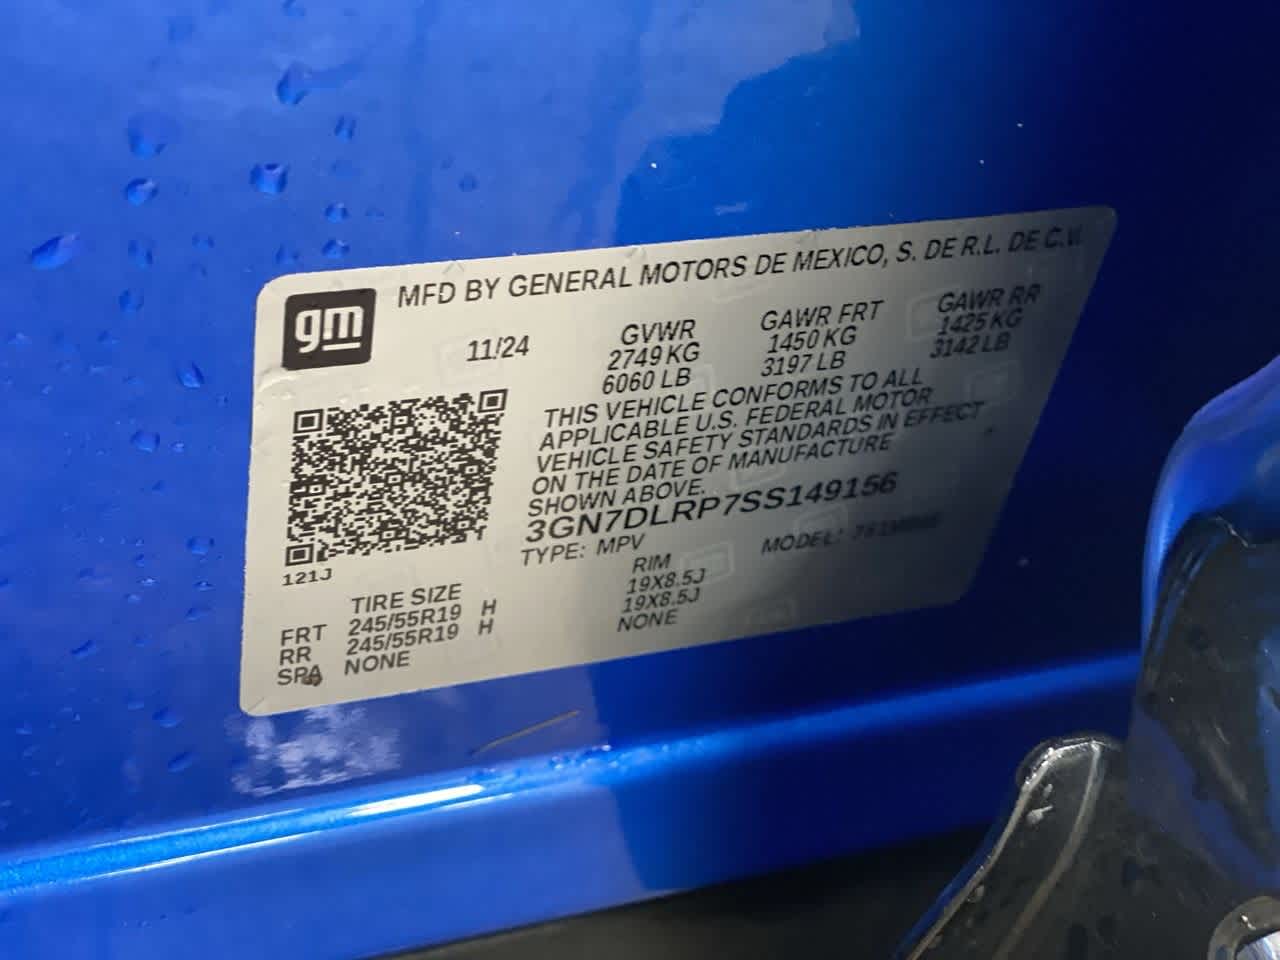 gm
MFD BY GENERAL MOTORS DE MEXICO, S. DE R.L. DE C.V.
11/24
GVWR GAWR FRT GAWR RR
2749 KG 1450 KG 1425 KG
6060 LB 3197 LB 3142 LB
THIS VEHICLE CONFORMS TO ALL
APPLICABLE U.S. FEDERAL MOTOR
VEHICLE SAFETY STANDARDS IN EFFECT
ON THE DATE OF MANUFACTURE
SHOWN ABOVE.
3GN7DLRP7SS149156
TYPE: MPV MODEL:
121J
TIRE SIZE RIM
FRT 245/55R19 H 19X8.5J
RR 245/55R19 H 19X8.5J
SPA NONE NONE